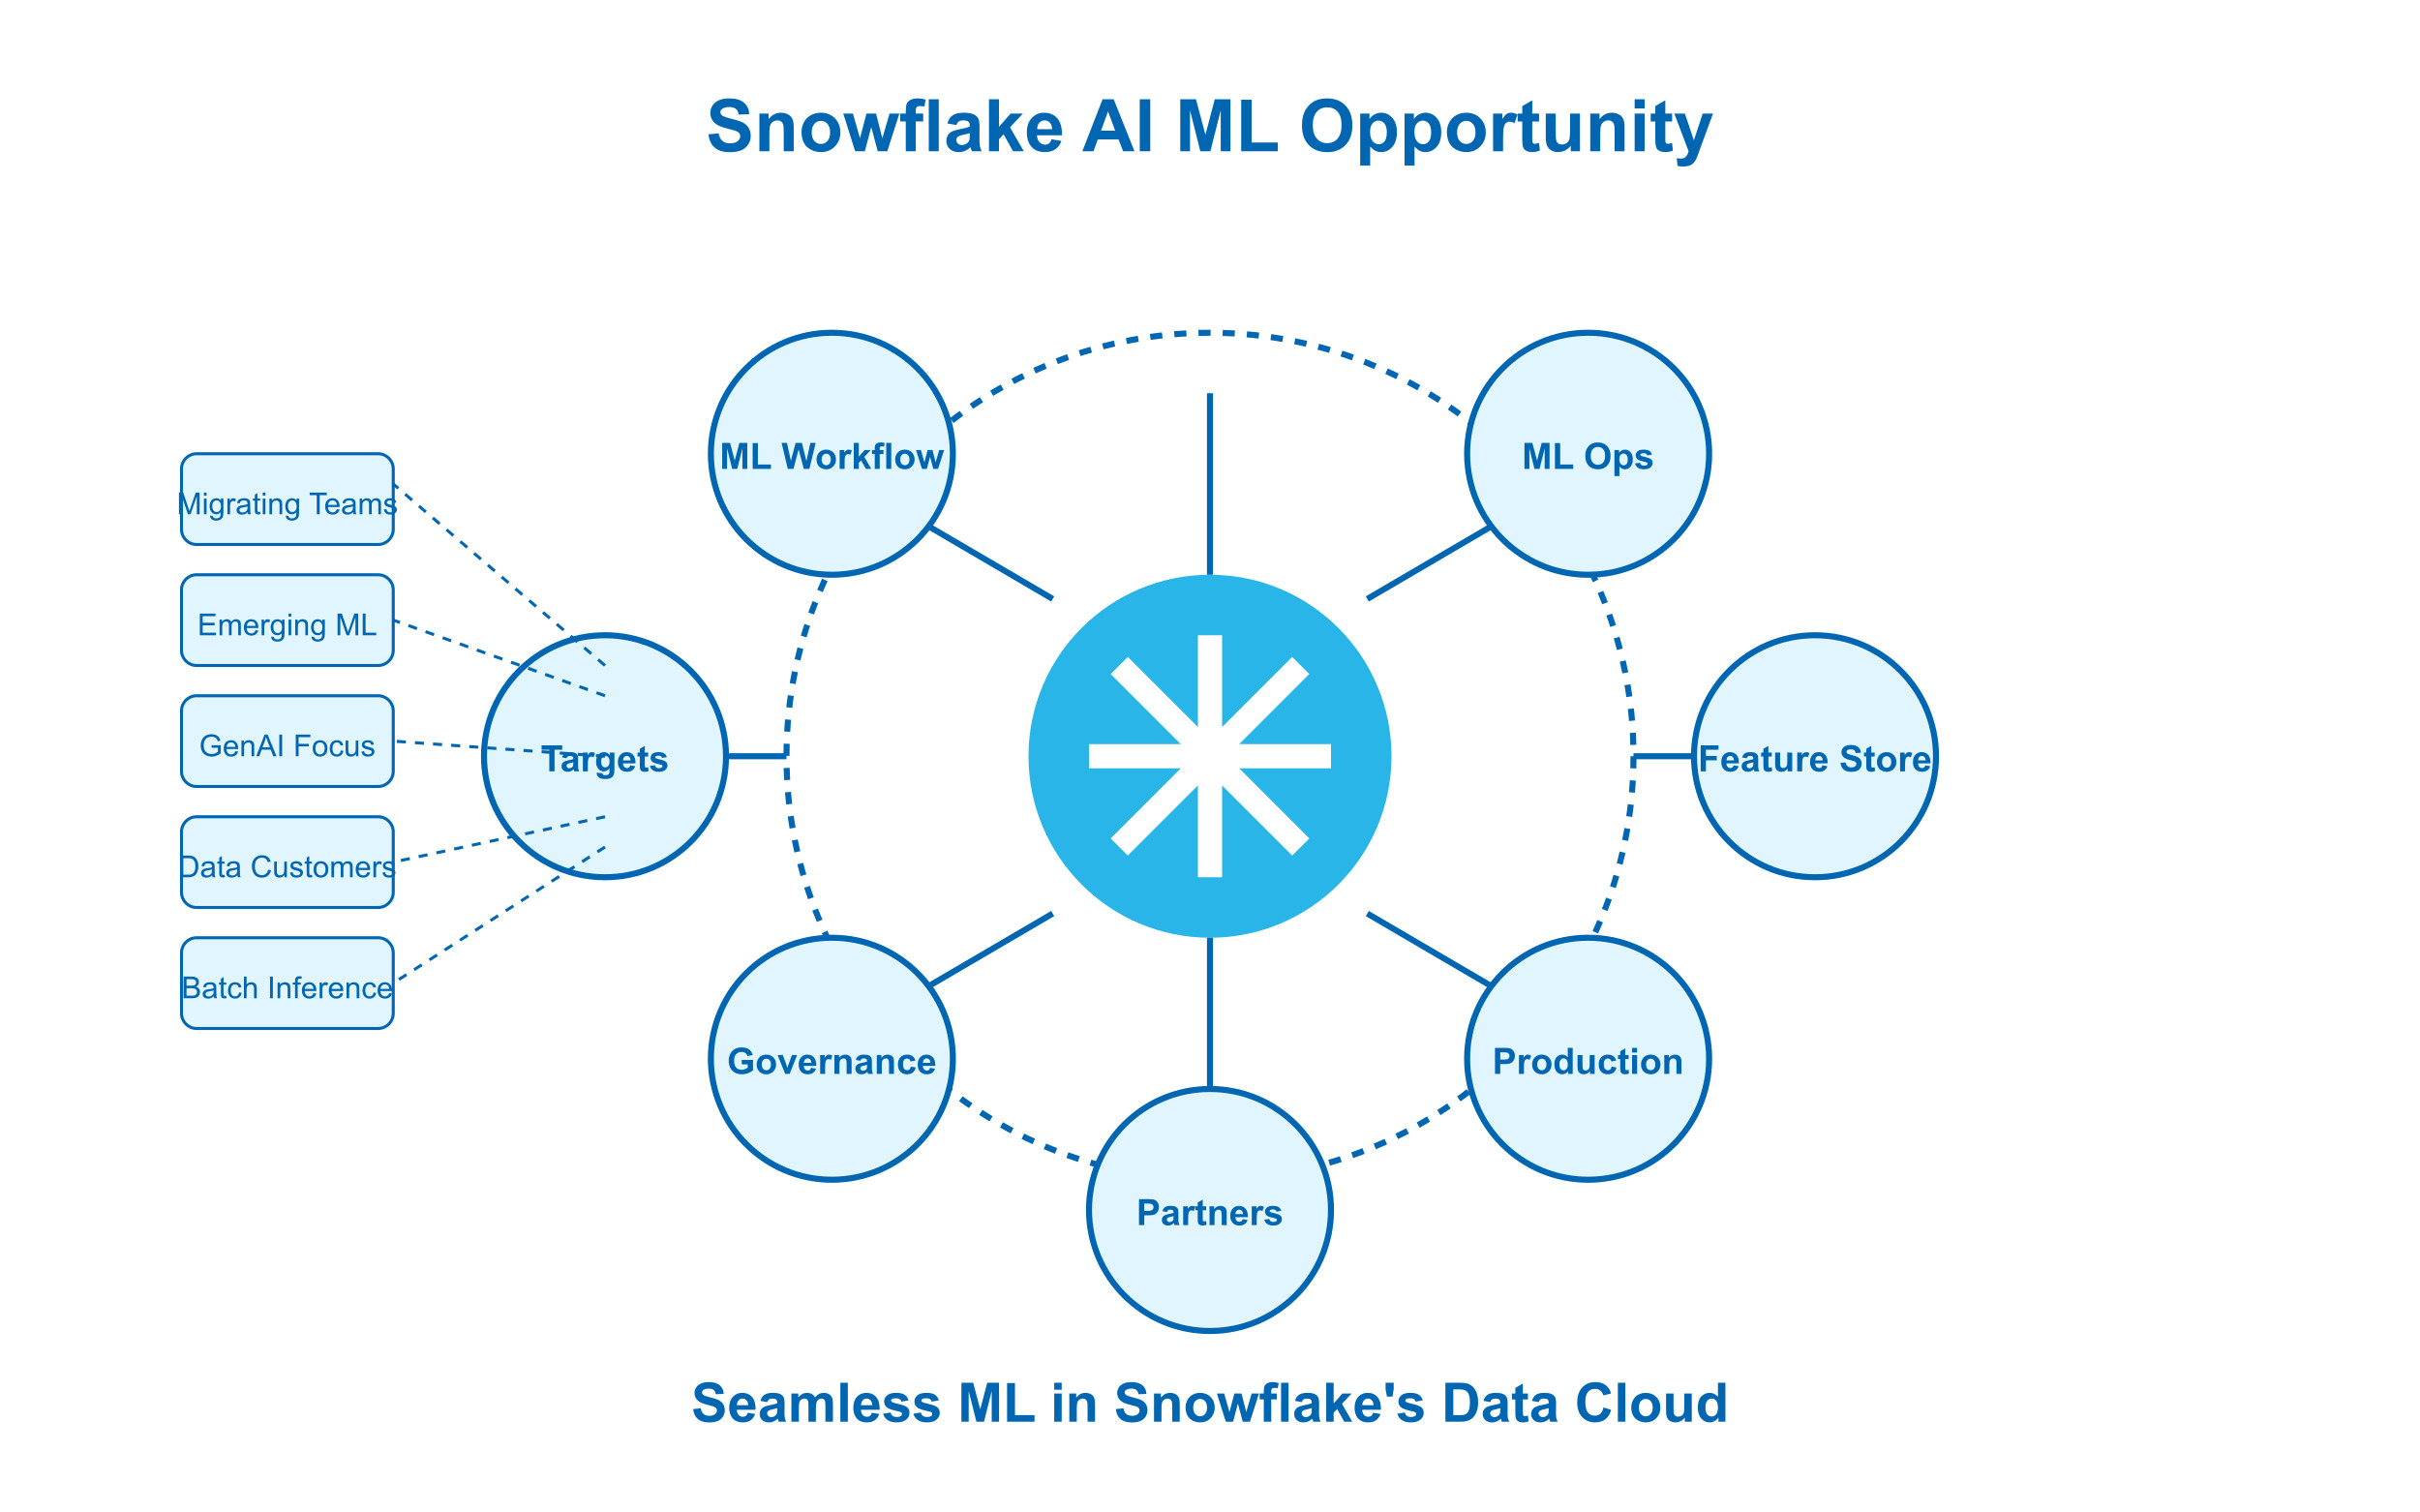 Snowflake AI ML Opportunity
ML Workflow
ML Ops
Migrating Teams
Emerging ML
GenAI Focus
Targets
Feature Store
Data Customers
Batch Inference
Governance
Production
Partners
Seamless ML in Snowflake's Data Cloud